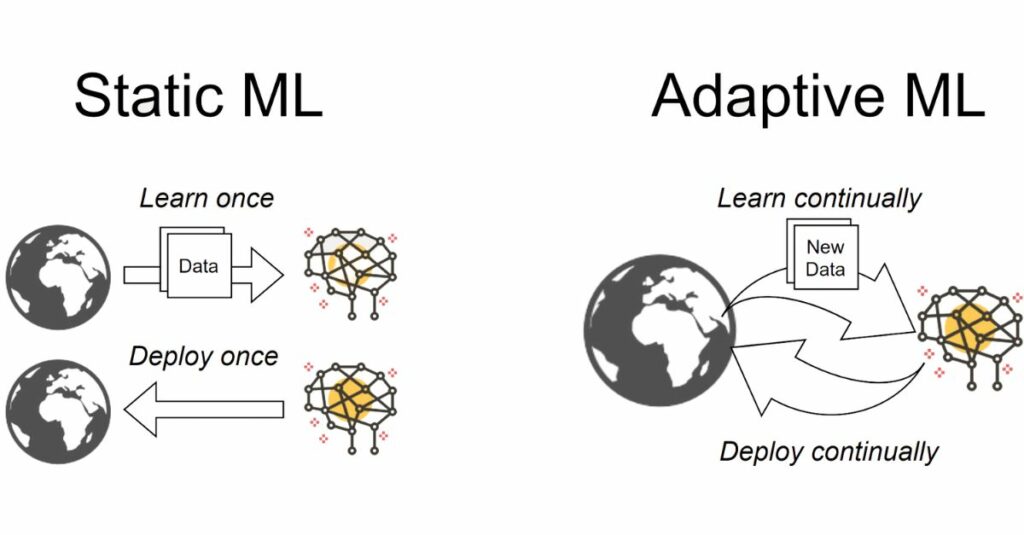 Static ML
Learn once
Data
Deploy once
Adaptive ML
Learn continually
New
Data
Deploy continually